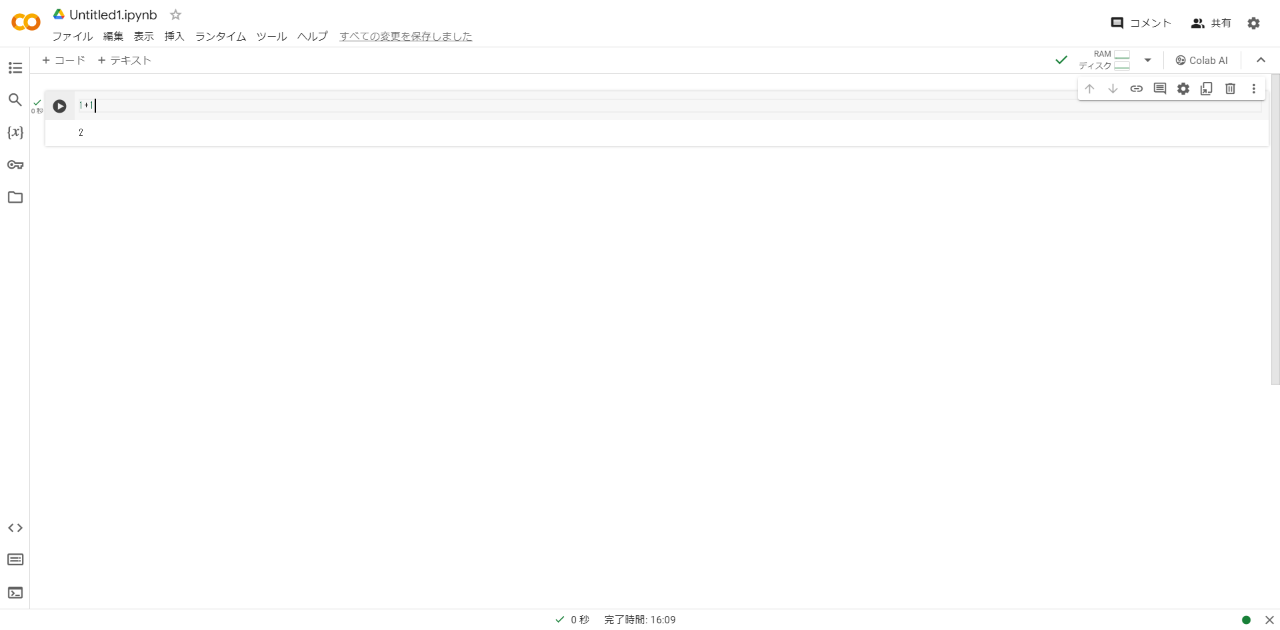 Untitled1.ipynb
コメント 共有
ファイル 編集 表示 挿入 ランタイム ツール ヘルプ すべての変更を保存しました
+ コード + テキスト
RAM
ディスク
Colab AI
0 秒
1+1
{x}
2
0 秒 完了時間: 16:09